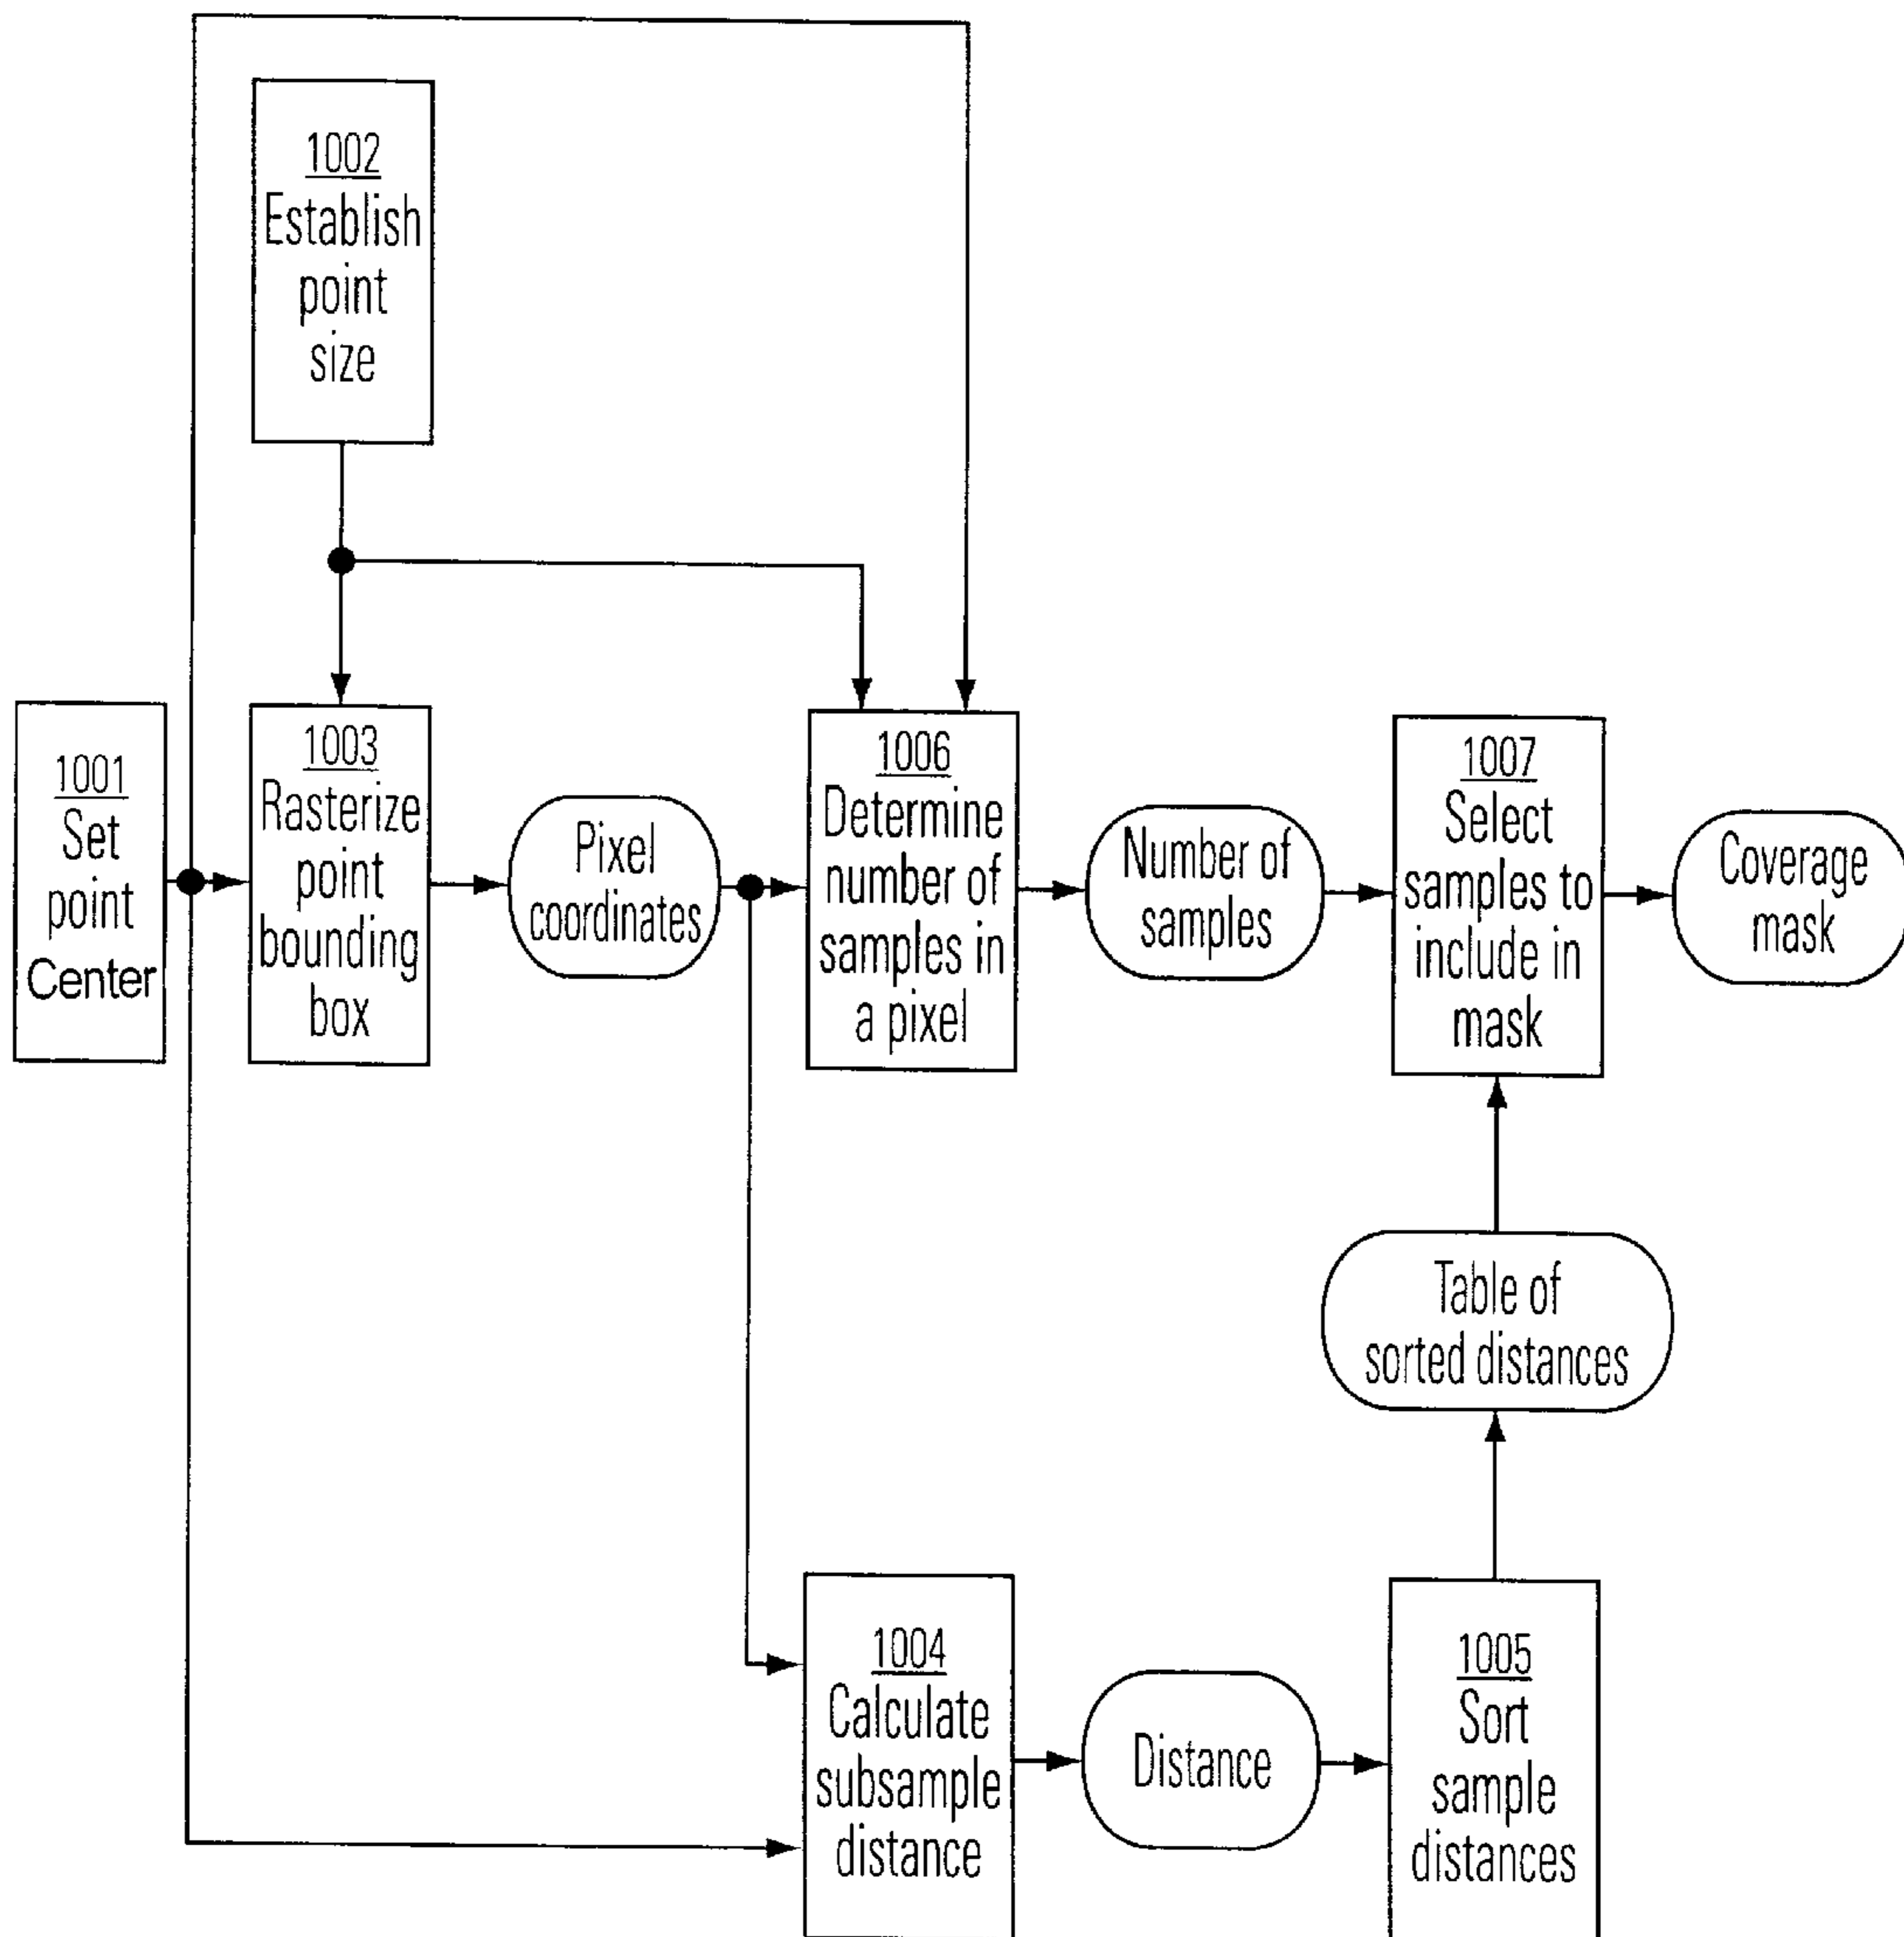 1002
Establish
point
size
1001
Set
point
Center
1003
Rasterize
point
bounding
box
Pixel
coordinates
1006
Determine
number of
samples in
a pixel
Number of
samples
1007
Select
samples to
include in
mask
Coverage
mask
Table of
sorted distances
1004
Calculate
subsample
distance
Distance
1005
Sort
sample
distances